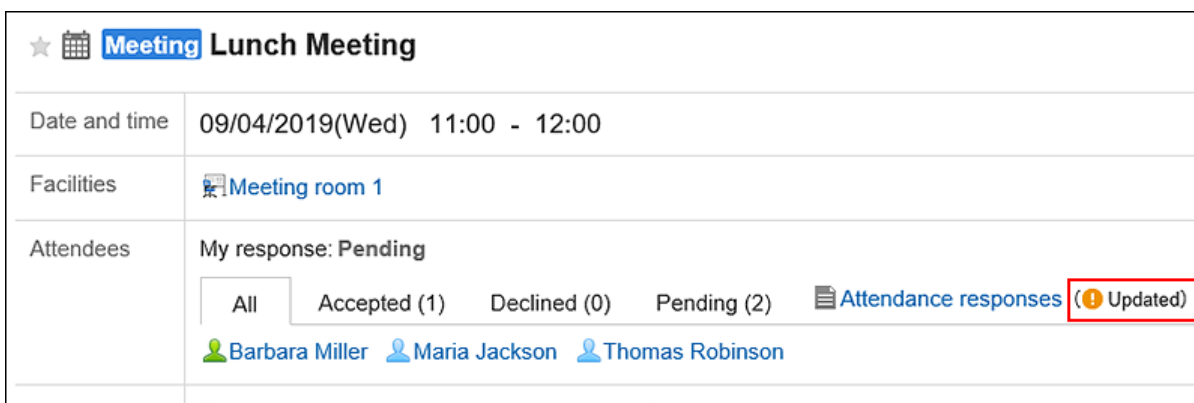 Meeting Lunch Meeting
Date and time 09/04/2019(Wed) 11:00 - 12:00
Facilities Meeting room 1
Attendees My response: Pending
All Accepted (1) Declined (0) Pending (2) Attendance responses (Updated)
Barbara Miller Maria Jackson Thomas Robinson